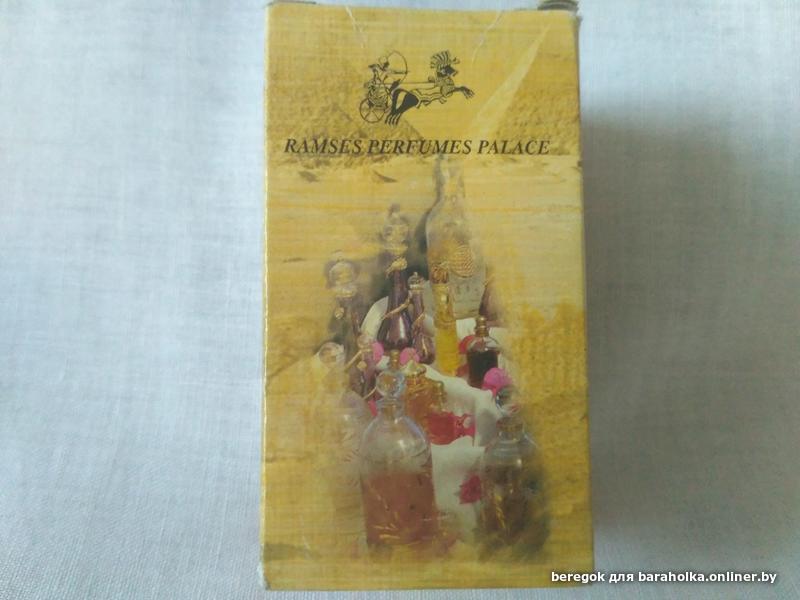 RAMSES PERFUMES PALACE
beregok для baraholka.onliner.by